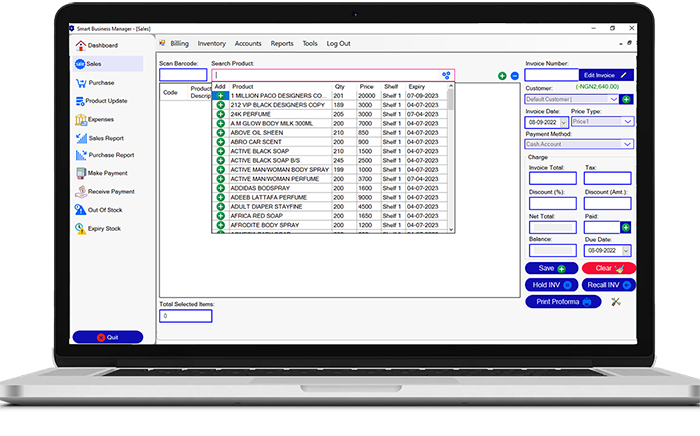 Smart Business Manager - [Sales]
Billing Inventory Accounts Reports Tools Log Out
Dashboard
Sales
Purchase
Product Update
Expenses
Sales Report
Purchase Report
Make Payment
Receive Payment
Out Of Stock
Expiry Stock
Quit
Scan Barcode:
Search Product:
Code Product
Descrip
Add Product Qty Price Shelf Expiry
1 MILLION PACO DESIGNERS CO... 201 20000 Shelf 1 07-09-2023
212 VIP BLACK DESIGNERS COPY 189 3000 Shelf 1 04-07-2023
24K PERFUME 205 3000 Shelf 1 04-07-2023
A.M GLOW BODY MILK 300ML 200 7000 Shelf 1 04-07-2023
ABOVE OIL SHEEN 210 850 Shelf 1 04-07-2023
ABRO CAR SCENT 200 900 Shelf 1 04-07-2023
ACTIVE BLACK SOAP 210 1500 Shelf 1 04-07-2023
ACTIVE BLACK SOAP B/S 245 2500 Shelf 1 04-07-2023
ACTIVE MAN/WOMAN BODY SPRAY 199 1000 Shelf 1 04-07-2023
ACTIVE MAN/WOMAN PERFUME 200 3700 Shelf 1 07-04-2023
ADDIDAS BODSPRAY 200 1600 Shelf 1 04-07-2023
ADEEB LATTAFA PERFUME 200 9000 Shelf 1 04-07-2023
ADULT DIAPER STAYFINE 200 4500 Shelf 1 04-07-2023
AFRICA RED SOAP 200 1650 Shelf 1 04-07-2023
AFRODITE BODY SPRAY 200 1200 Shelf 1 04-07-2023
Total Selected Items:
0
Invoice Number:
Edit Invoice
Customer: (-NGN2,640.00)
Default Customer |
Invoice Date: Price Type:
08-09-2022 Price1
Payment Method:
Cash Account
Charge
Invoice Total: Tax:
Discount (%): Discount (Amt.):
Net Total: Paid:
Balance: Due Date:
08-09-2022
Save Clear
Hold INV Recall INV
Print Proforma